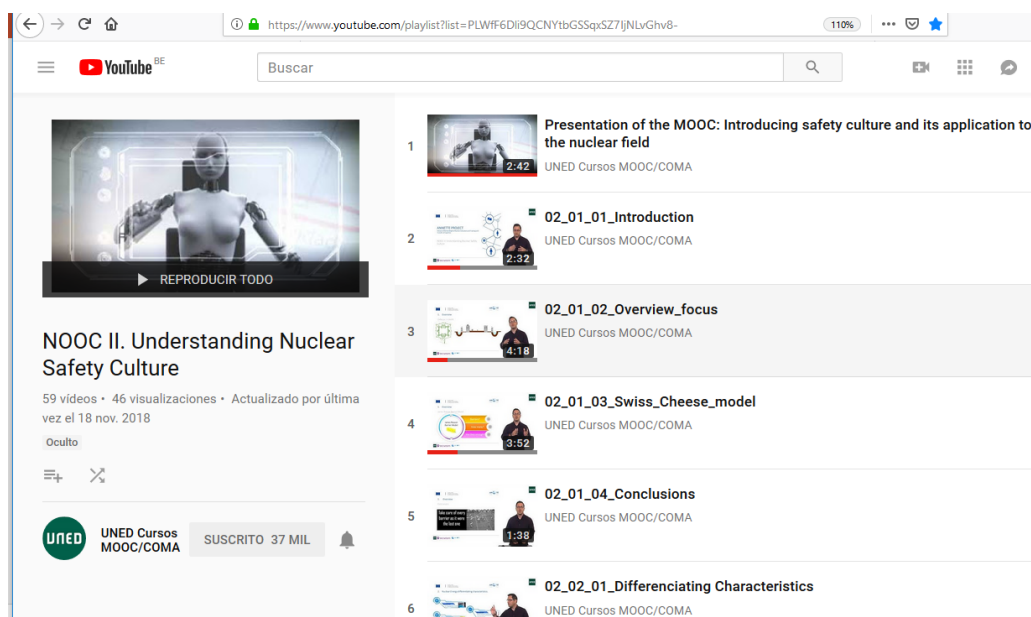 https://www.youtube.com/playlist?list=PLWfF6Dli9QCNYtbGSSqxSZ7IjNLvGhv8-
110%
YouTube BE
Buscar
REPRODUCIR TODO
NOOC II. Understanding Nuclear
Safety Culture
59 vídeos • 46 visualizaciones • Actualizado por última
vez el 18 nov. 2018
Oculto
UNED
UNED Cursos
MOOC/COMA
SUSCRITO 37 MIL
1
2:42
Presentation of the MOOC: Introducing safety culture and its application to
the nuclear field
UNED Cursos MOOC/COMA
2
2:32
02_01_01_Introduction
UNED Cursos MOOC/COMA
3
4:18
02_01_02_Overview_focus
UNED Cursos MOOC/COMA
4
3:52
02_01_03_Swiss_Cheese_model
UNED Cursos MOOC/COMA
5
1:38
02_01_04_Conclusions
UNED Cursos MOOC/COMA
6
02_02_01_Differenciating Characteristics
UNED Cursos MOOC/COMA